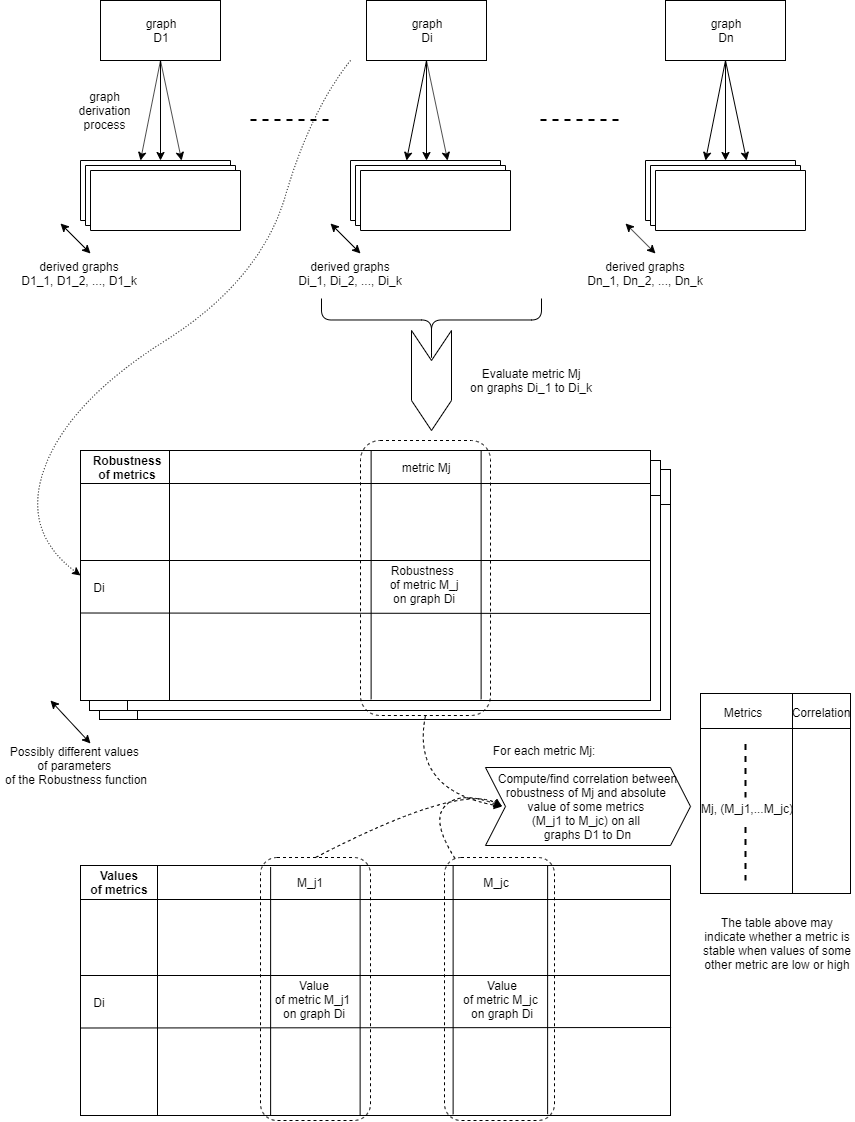 graph
D1
graph
Di
graph
Dn
graph
derivation
process
derived graphs
D1_1, D1_2, ..., D1_k
derived graphs
Di_1, Di_2, ..., Di_k
derived graphs
Dn_1, Dn_2, ..., Dn_k
Evaluate metric Mj
on graphs Di_1 to Di_k
Robustness
of metrics
metric Mj
Di
Robustness
of metric M_j
on graph Di
Possibly different values
of parameters
of the Robustness function
For each metric Mj:
Compute/find correlation between
robustness of Mj and absolute
value of some metrics
(M_j1 to M_jc) on all
graphs D1 to Dn
Metrics
Correlation
Mj, (M_j1,...M_jc)
The table above may
indicate whether a metric is
stable when values of some
other metric are low or high
Values
of metrics
M_j1
M_jc
Di
Value
of metric M_j1
on graph Di
Value
of metric M_jc
on graph Di